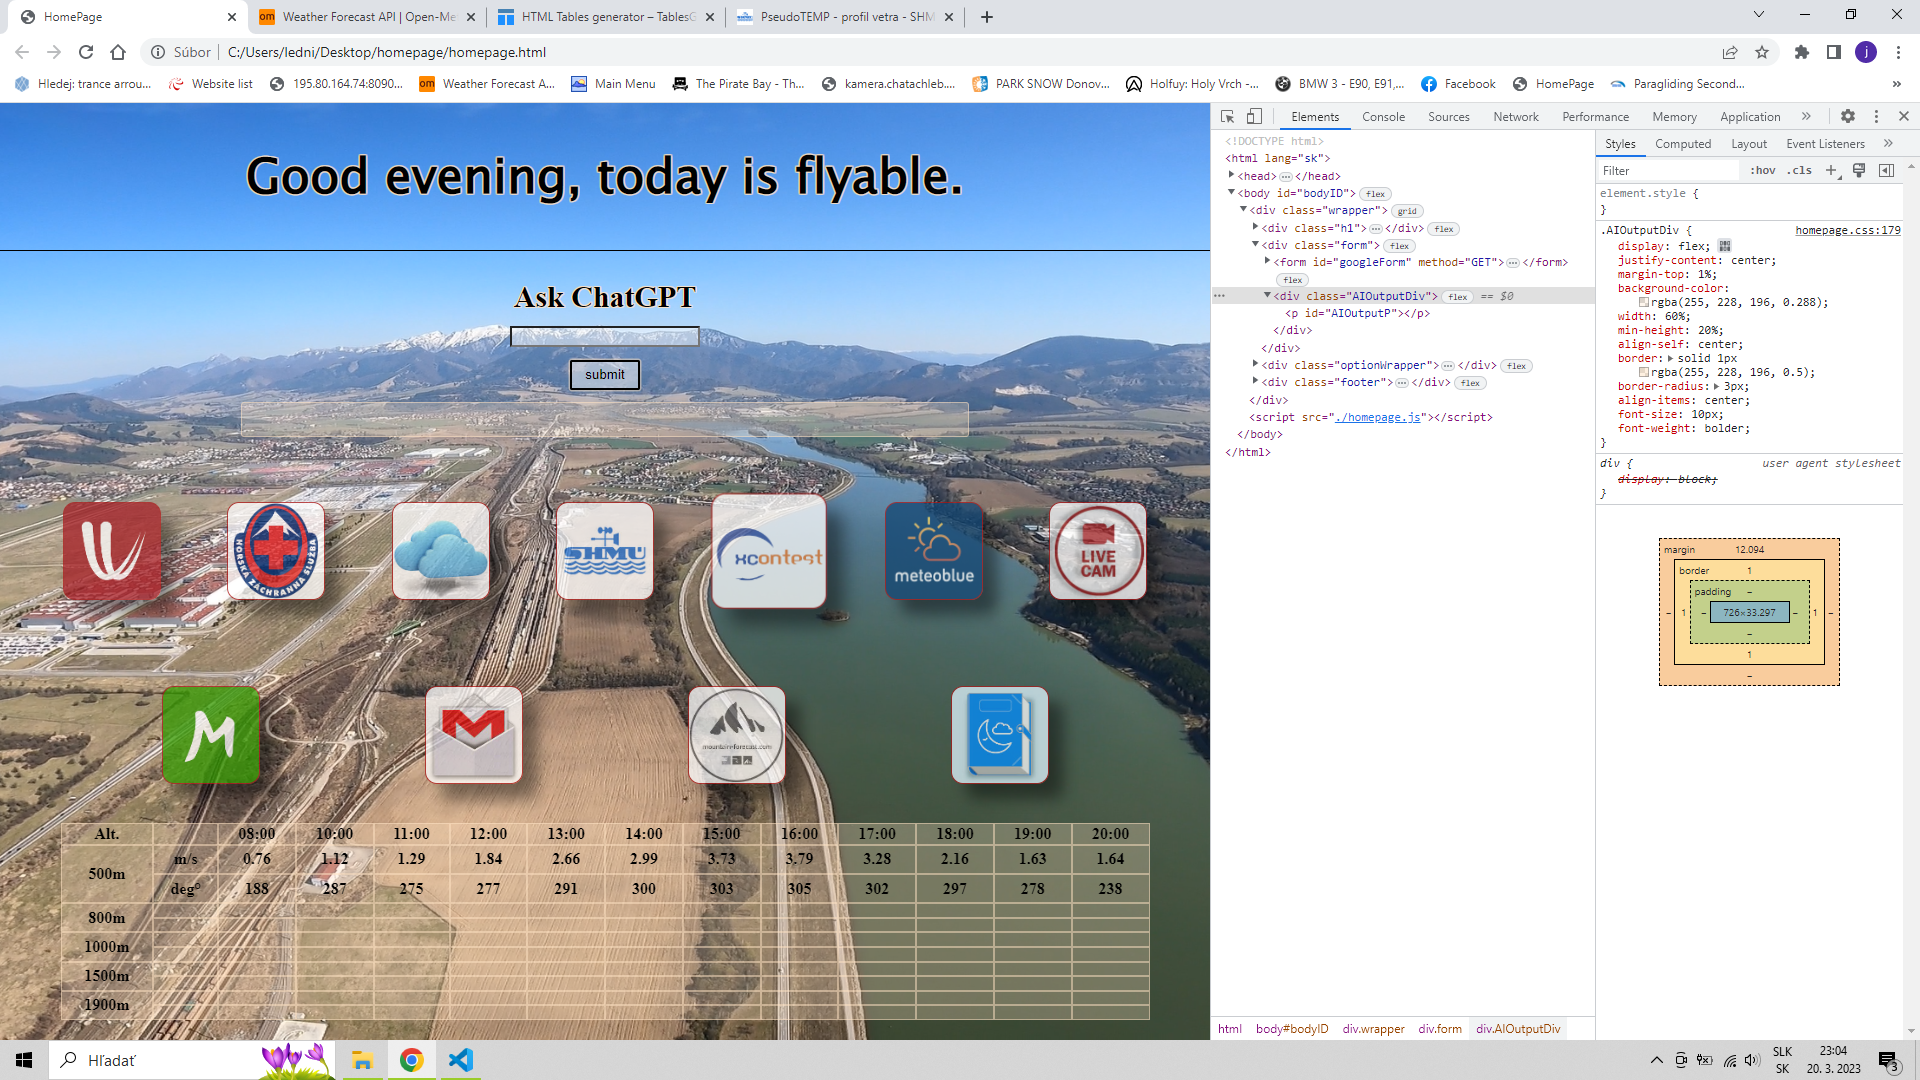 HomePage
Weather Forecast API | Open-Me
HTML Tables generator – TablesG
PseudoTEMP - profil vetra - SHM
Súbor
C:/Users/ledni/Desktop/homepage/homepage.html
j
Hledej: trance arrou...
Website list
195.80.164.74:8090...
om Weather Forecast A...
Main Menu
The Pirate Bay - Th...
kamera.chatachleb....
PARK SNOW Donov...
Holfuy: Holy Vrch -...
BMW 3 - E90, E91,...
Facebook
HomePage
Paragliding Second...
»
Good evening, today is flyable.
Ask ChatGPT
submit
HORSKÁ ZÁCHRANNA SLUŽBA
SHMU
xcontest
meteoblue
LIVE
CAM
M
mountainforecast.com
Alt. 08:00 10:00 11:00 12:00 13:00 14:00 15:00 16:00 17:00 18:00 19:00 20:00
500m
m/s 0.76 1.12 1.29 1.84 2.66 2.99 3.73 3.79 3.28 2.16 1.63 1.64
deg° 188 287 275 277 291 300 303 305 302 297 278 238
800m
1000m
1500m
1900m
Elements Console Sources Network Performance Memory Application »
<!DOCTYPE html>
<html lang="sk">
<head>…</head>
<body id="bodyID"> flex
<div class="wrapper"> grid
<div class="h1">…</div> flex
<div class="form"> flex
<form id="googleForm" method="GET">…</form>
flex
<div class="AIOutputDiv"> flex == $0
<p id="AIOutputP"></p>
</div>
</div>
<div class="optionWrapper">…</div> flex
<div class="footer">…</div> flex
</div>
<script src="./homepage.js"></script>
</body>
</html>
html body#bodyID div.wrapper div.form div.AIOutputDiv
Styles Computed Layout Event Listeners »
Filter :hov .cls +
element.style {
}
.AIOutputDiv { homepage.css:179
display: flex;
justify-content: center;
margin-top: 1%;
background-color:
rgba(255, 228, 196, 0.288);
width: 60%;
min-height: 20%;
align-self: center;
border: solid 1px
rgba(255, 228, 196, 0.5);
border-radius: 3px;
align-items: center;
font-size: 10px;
font-weight: bolder;
}
div { user agent stylesheet
display: block;
}
margin 12.094
border 1
padding –
– 1 – 726×33.297 – 1 –
–
1
–
Hľadať
SLK
SK
23:04
20. 3. 2023
3